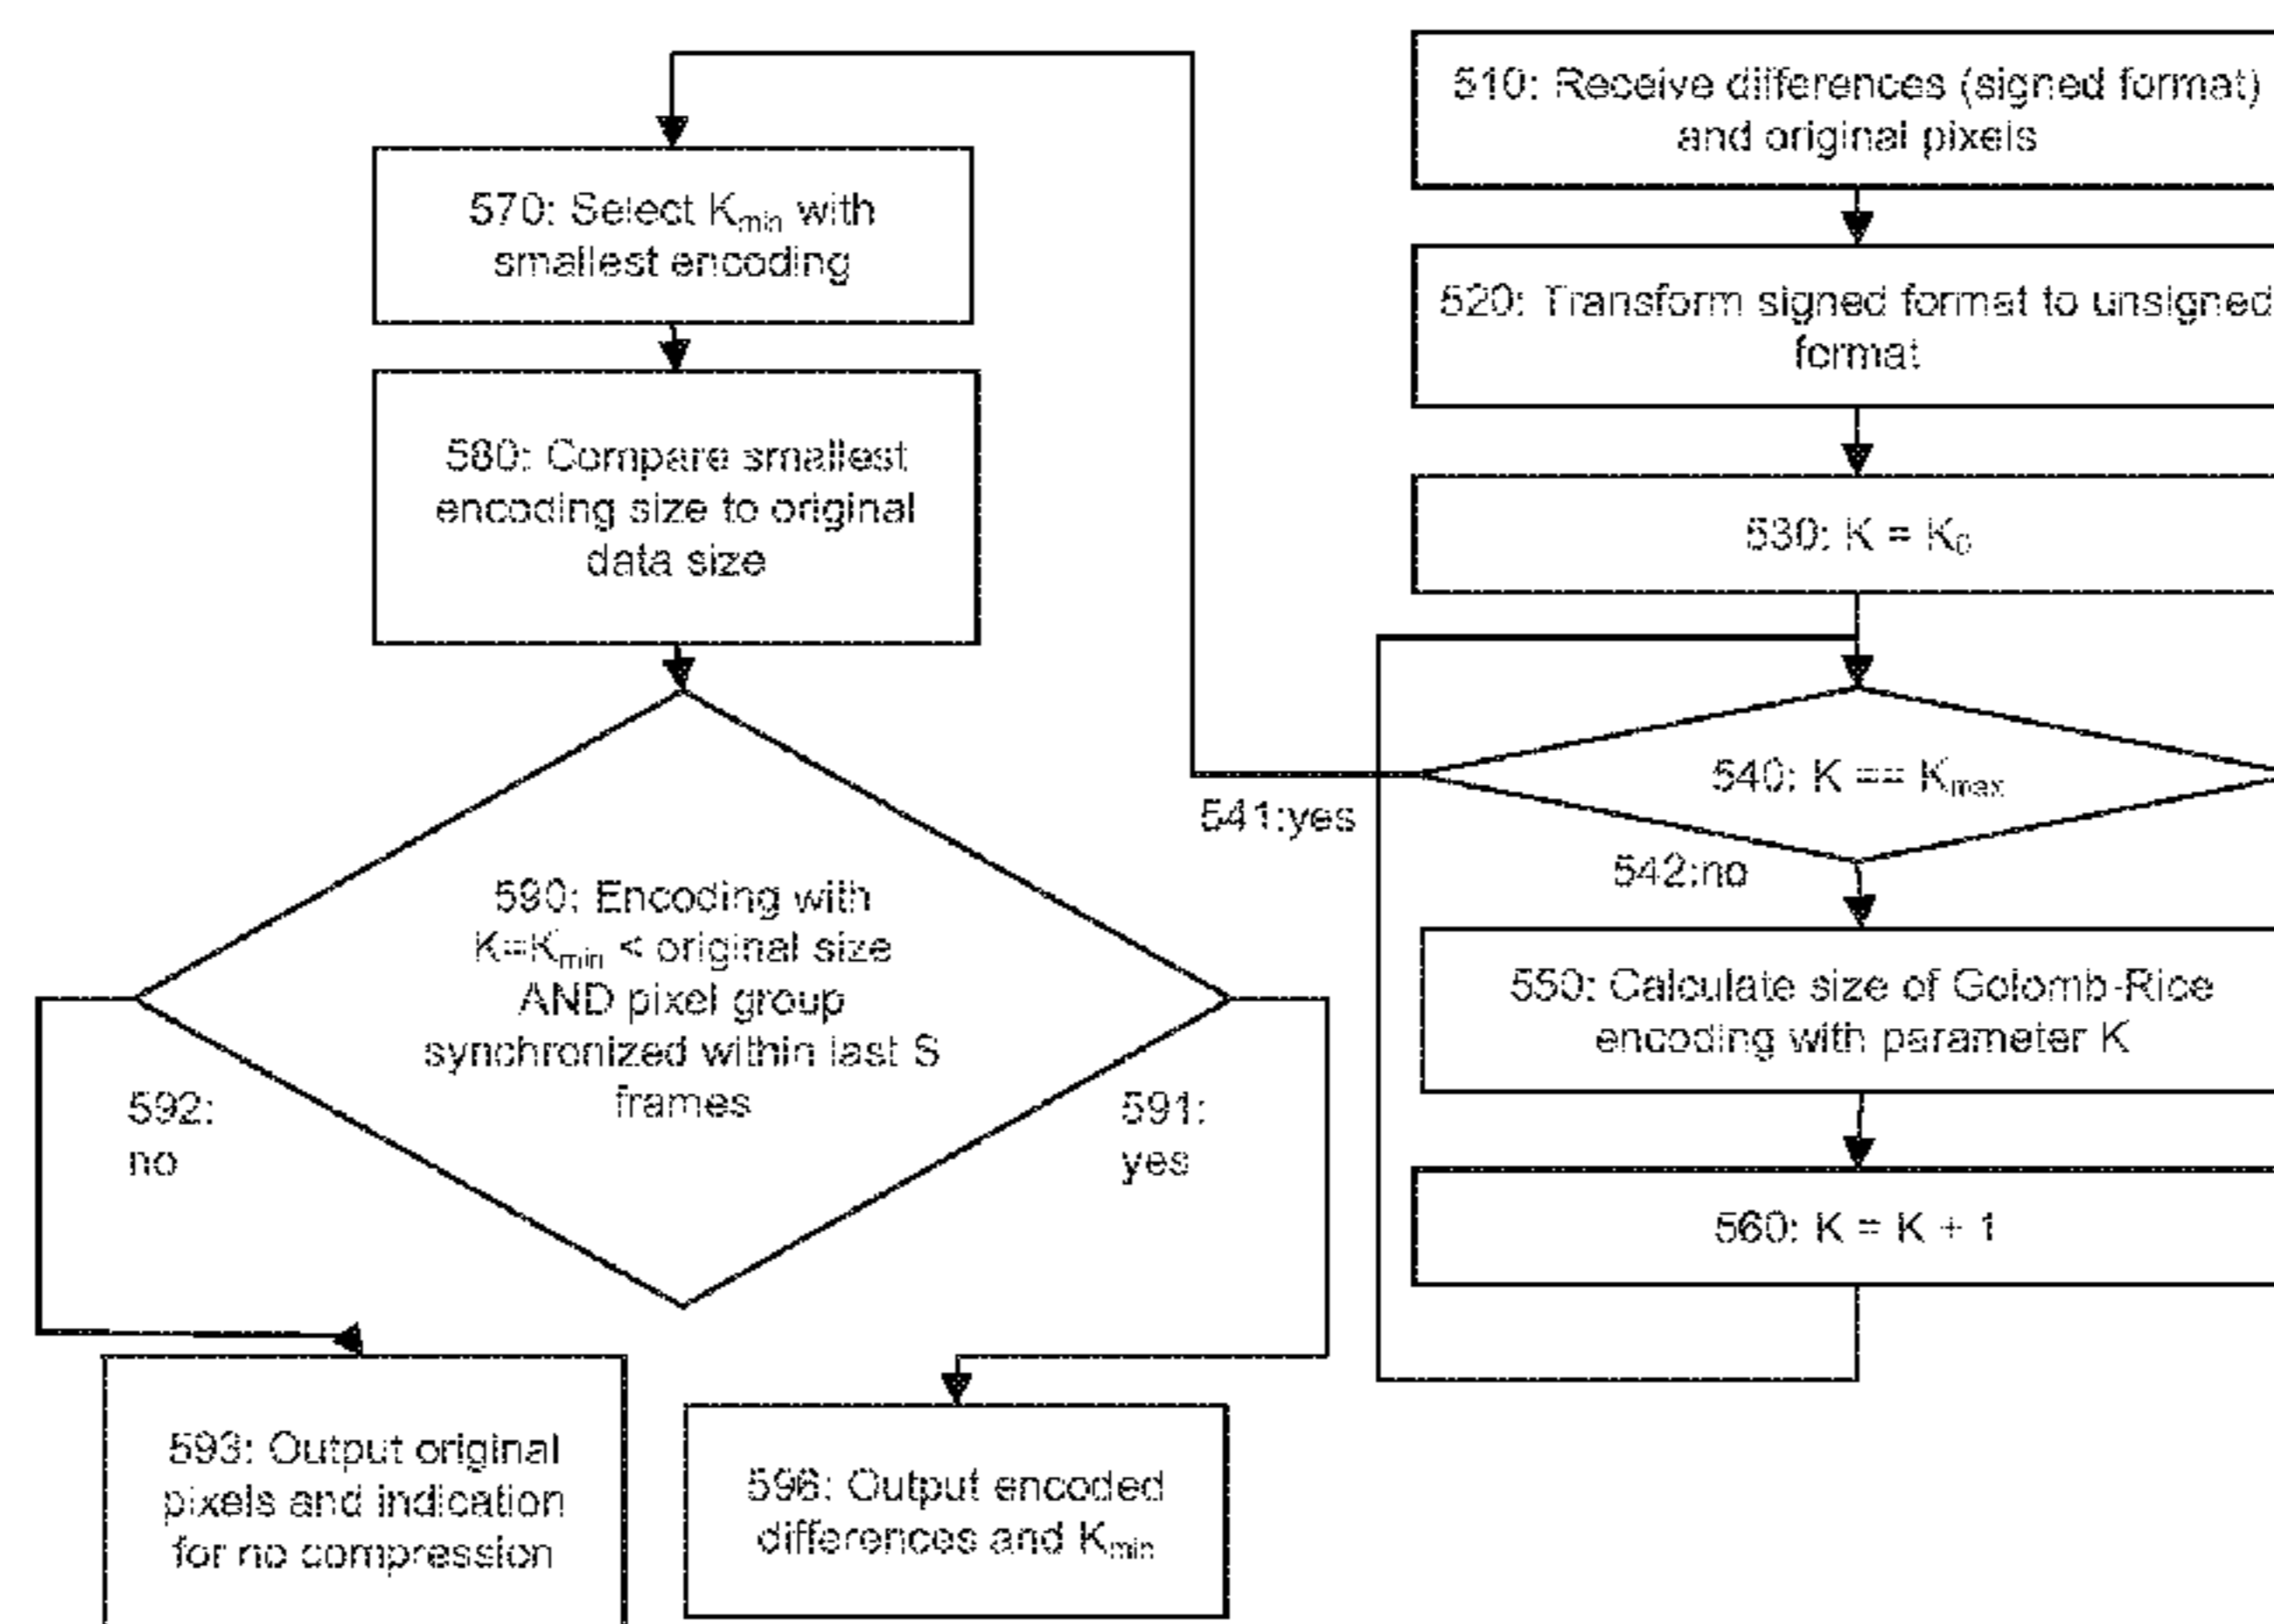 510: Receive differences (signed format)
and original pixels
520: Transform signed format to unsigned
format
530: K = K₀
540: K == Kmax
541:yes
542:no
550: Calculate size of Golomb-Rice
encoding with parameter K
560: K = K + 1
570: Select Kmin with
smallest encoding
580: Compare smallest
encoding size to original
data size
590: Encoding with
K=Kmin < original size
AND pixel group
synchronized within last S
frames
592:
no
591:
yes
593: Output original
pixels and indication
for no compression
596: Output encoded
differences and Kmin